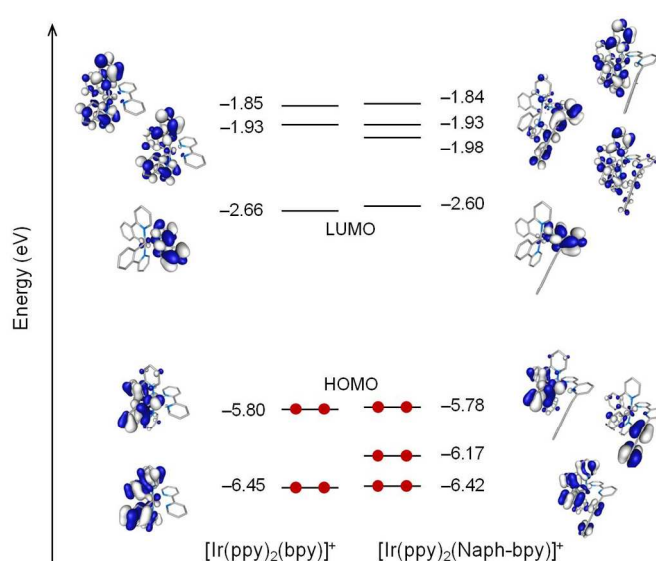 Energy (eV)
–1.85
–1.93
–2.66
–1.84
–1.93
–1.98
–2.60
LUMO
HOMO
–5.80
–6.45
–5.78
–6.17
–6.42
[Ir(ppy)₂(bpy)]⁺
[Ir(ppy)₂(Naph-bpy)]⁺